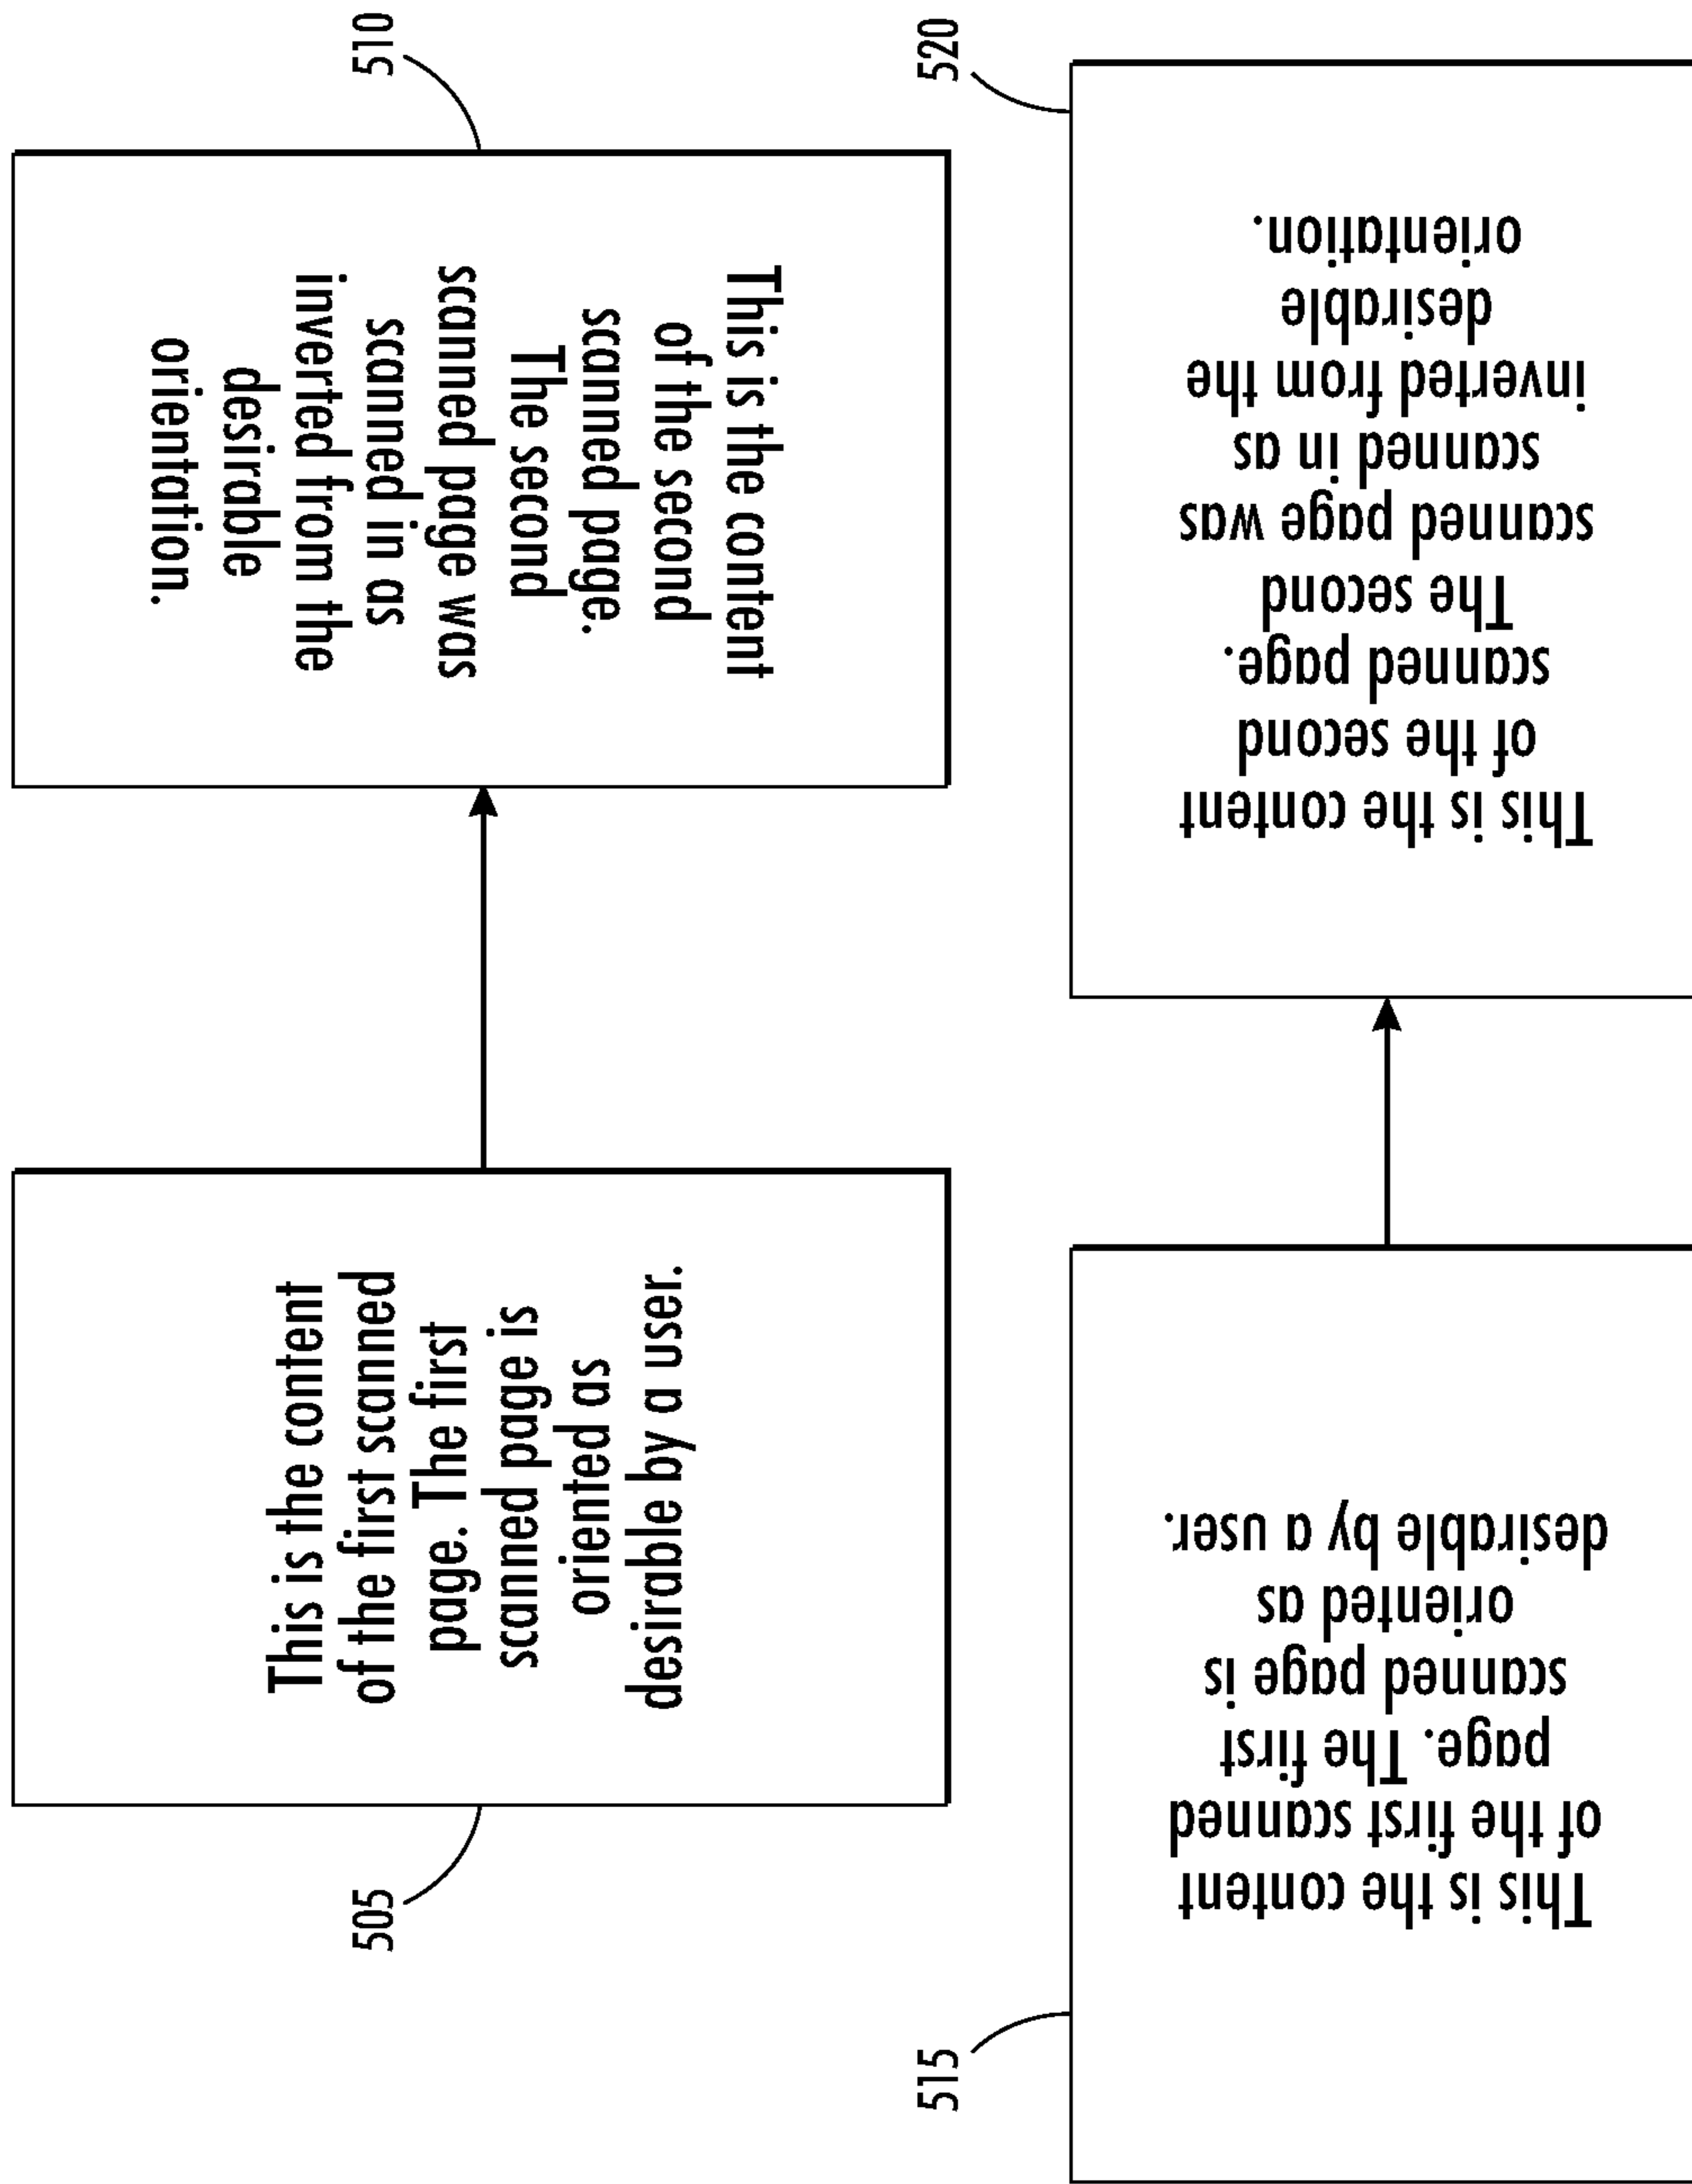 505
This is the content
of the first scanned
page. The first
scanned page is
oriented as
desirable by a user.
510
This is the content
of the second
scanned page.
The second
scanned page was
scanned in as
inverted from the
desirable
orientation.
515
This is the content
of the first scanned
page. The first
scanned page is
oriented as
desirable by a user.
520
This is the content
of the second
scanned page.
The second
scanned page was
scanned in as
inverted from the
desirable
orientation.